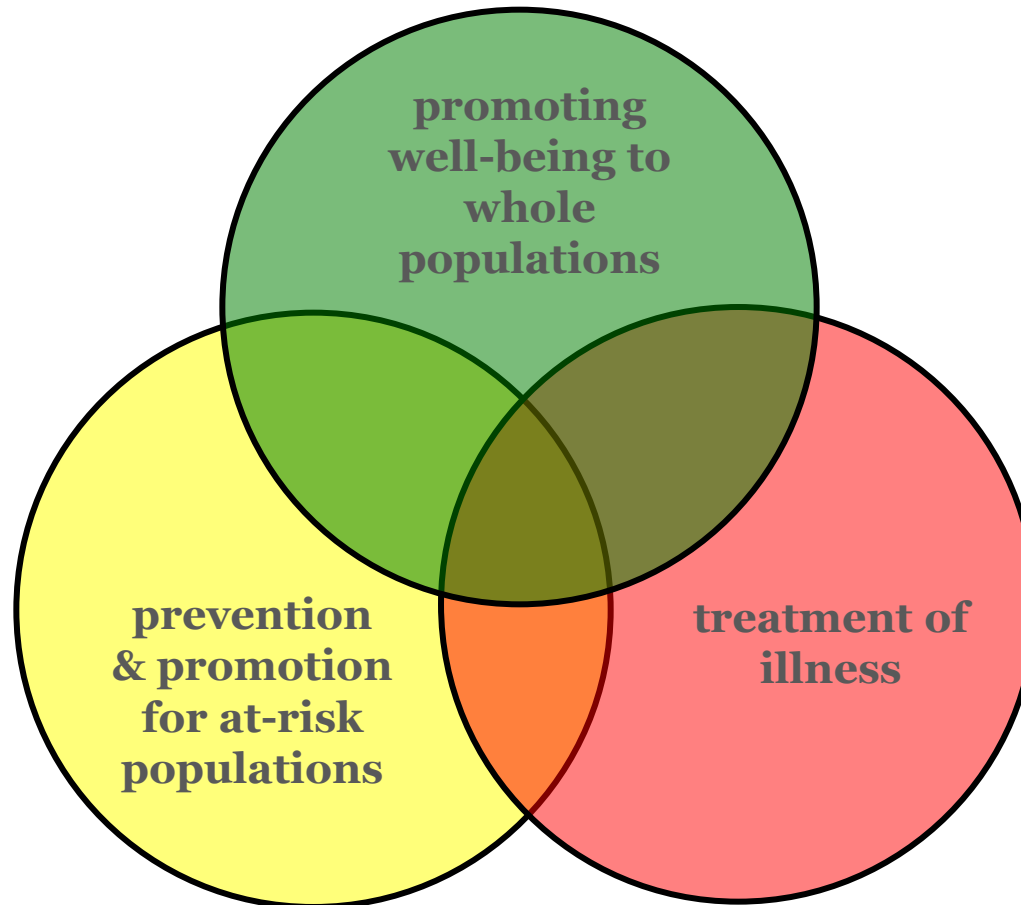 promoting
well-being to
whole
populations
prevention
& promotion
for at-risk
populations
treatment of
illness